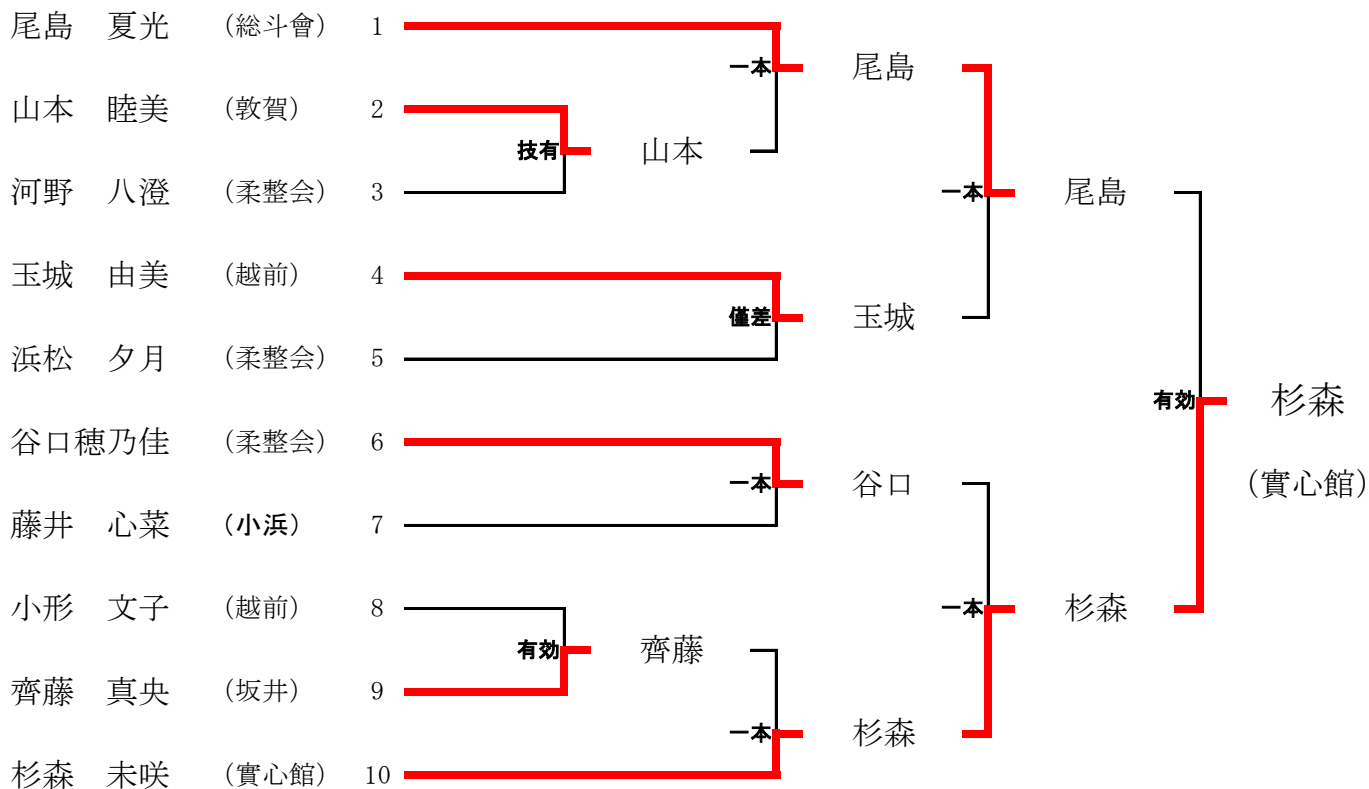 尾島　夏光　（総斗會）　1
一本　尾島
山本　睦美　（敦賀）　2
技有　山本
河野　八澄　（柔整会）　3
一本　尾島
玉城　由美　（越前）　4
僅差　玉城
浜松　夕月　（柔整会）　5
有効　杉森
谷口穂乃佳　（柔整会）　6
一本　谷口
（實心館）
藤井　心菜　（小浜）　7
小形　文子　（越前）　8
一本　杉森
有効　齊藤
齊藤　真央　（坂井）　9
一本　杉森
杉森　未咲　（實心館）　10